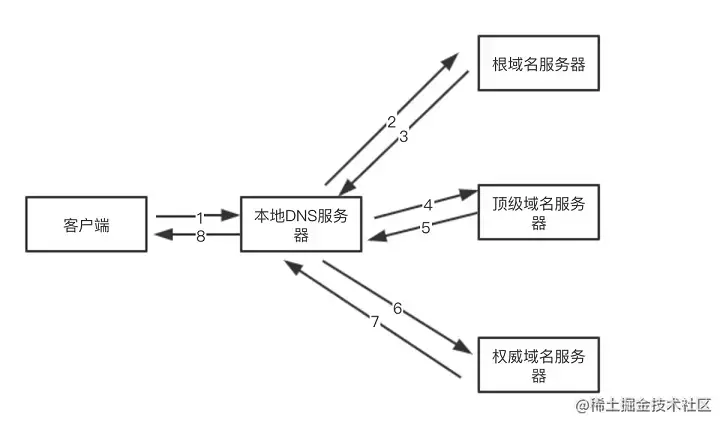 根域名服务器
2
3
客户端
1
8
本地DNS服务
器
4
5
顶级域名服务
器
6
7
权威域名服务
器
@稀土掘金技术社区